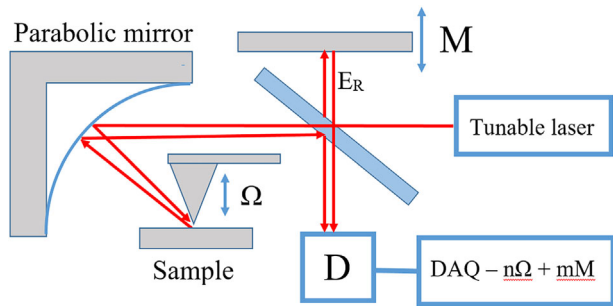 Parabolic mirror
M
E_R
Tunable laser
Ω
Sample
D
DAQ – nΩ + mM